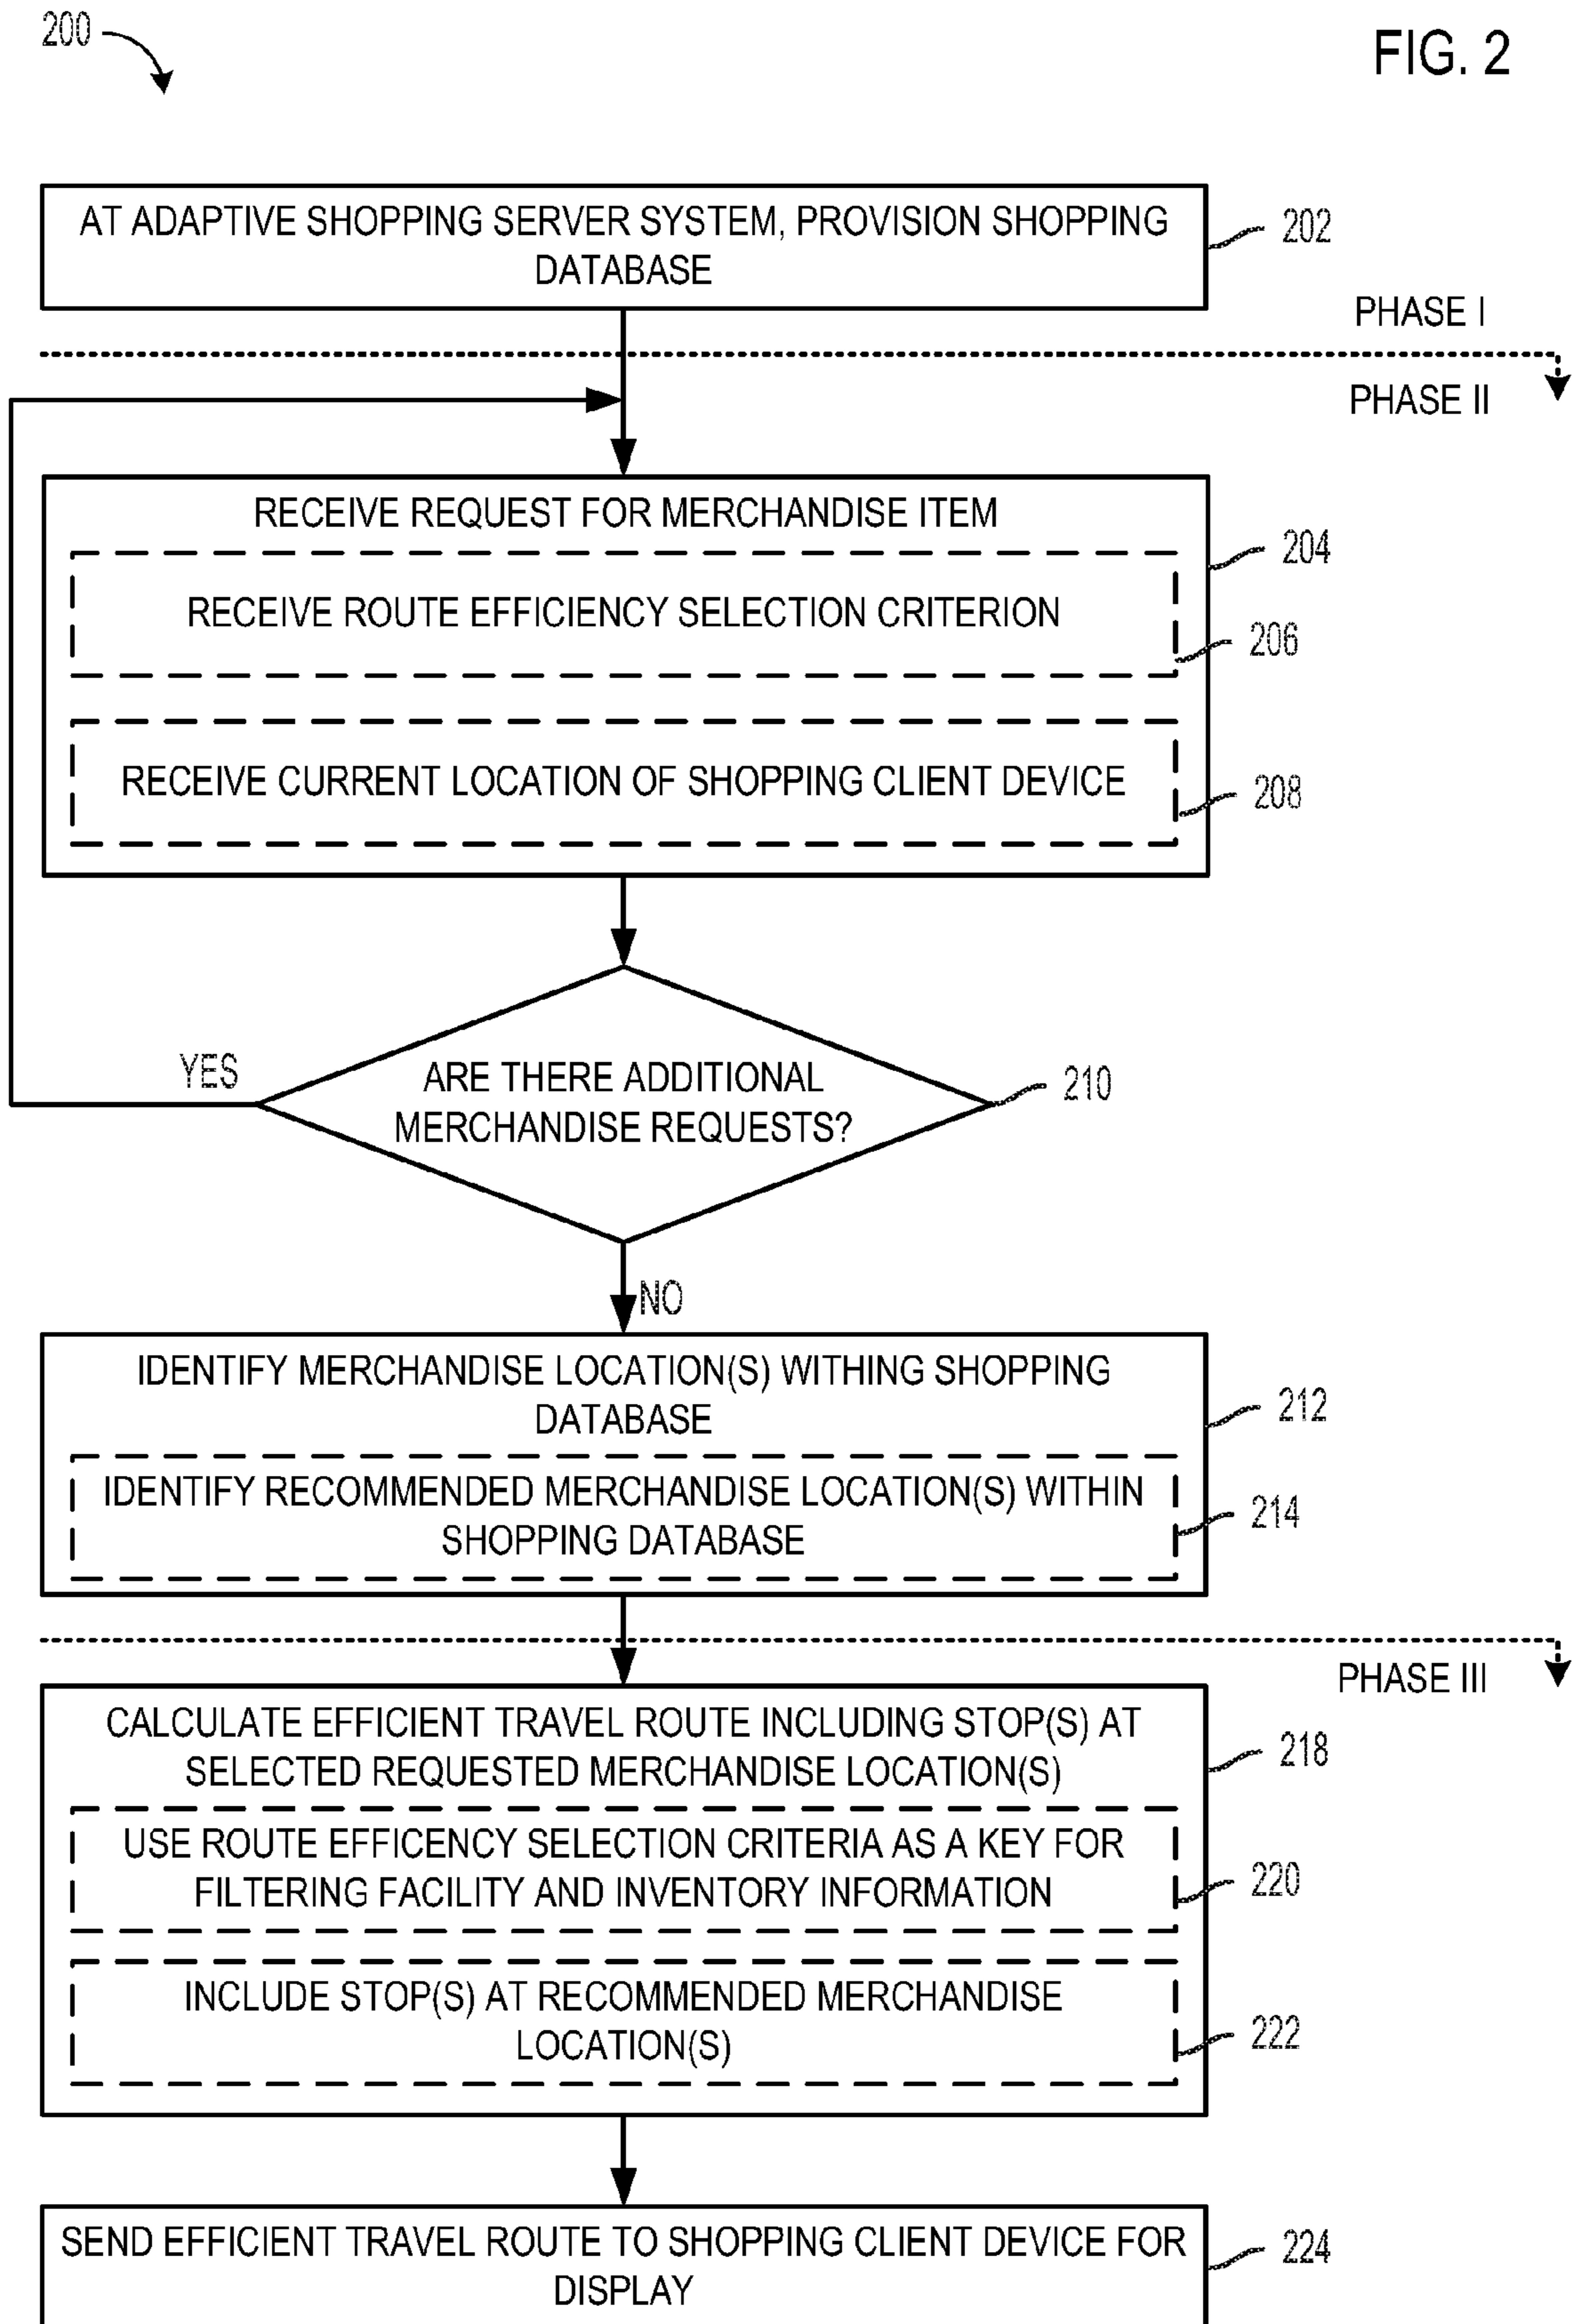 200
FIG. 2
AT ADAPTIVE SHOPPING SERVER SYSTEM, PROVISION SHOPPING
DATABASE
202
PHASE I
PHASE II
RECEIVE REQUEST FOR MERCHANDISE ITEM
204
RECEIVE ROUTE EFFICIENCY SELECTION CRITERION
206
RECEIVE CURRENT LOCATION OF SHOPPING CLIENT DEVICE
208
YES
ARE THERE ADDITIONAL
MERCHANDISE REQUESTS?
210
NO
IDENTIFY MERCHANDISE LOCATION(S) WITHING SHOPPING
DATABASE
212
IDENTIFY RECOMMENDED MERCHANDISE LOCATION(S) WITHIN
SHOPPING DATABASE
214
PHASE III
CALCULATE EFFICIENT TRAVEL ROUTE INCLUDING STOP(S) AT
SELECTED REQUESTED MERCHANDISE LOCATION(S)
218
USE ROUTE EFFICENCY SELECTION CRITERIA AS A KEY FOR
FILTERING FACILITY AND INVENTORY INFORMATION
220
INCLUDE STOP(S) AT RECOMMENDED MERCHANDISE
LOCATION(S)
222
SEND EFFICIENT TRAVEL ROUTE TO SHOPPING CLIENT DEVICE FOR
DISPLAY
224